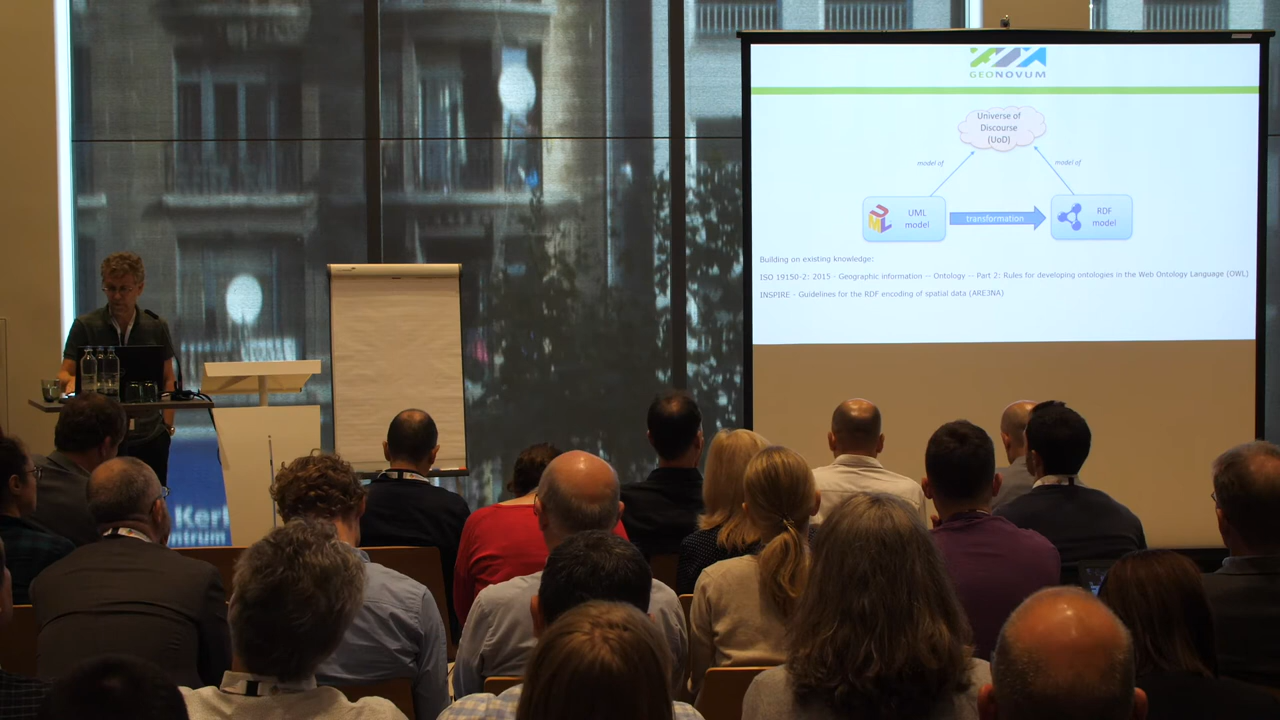 GEONOVUM
Universe of
Discourse
(UoD)
model of
model of
UML
UML
model
transformation
RDF
model
Building on existing knowledge:
ISO 19150-2: 2015 - Geographic information -- Ontology -- Part 2: Rules for developing ontologies in the Web Ontology Language (OWL)
INSPIRE - Guidelines for the RDF encoding of spatial data (AREƎNA)
Kerl
ntrum